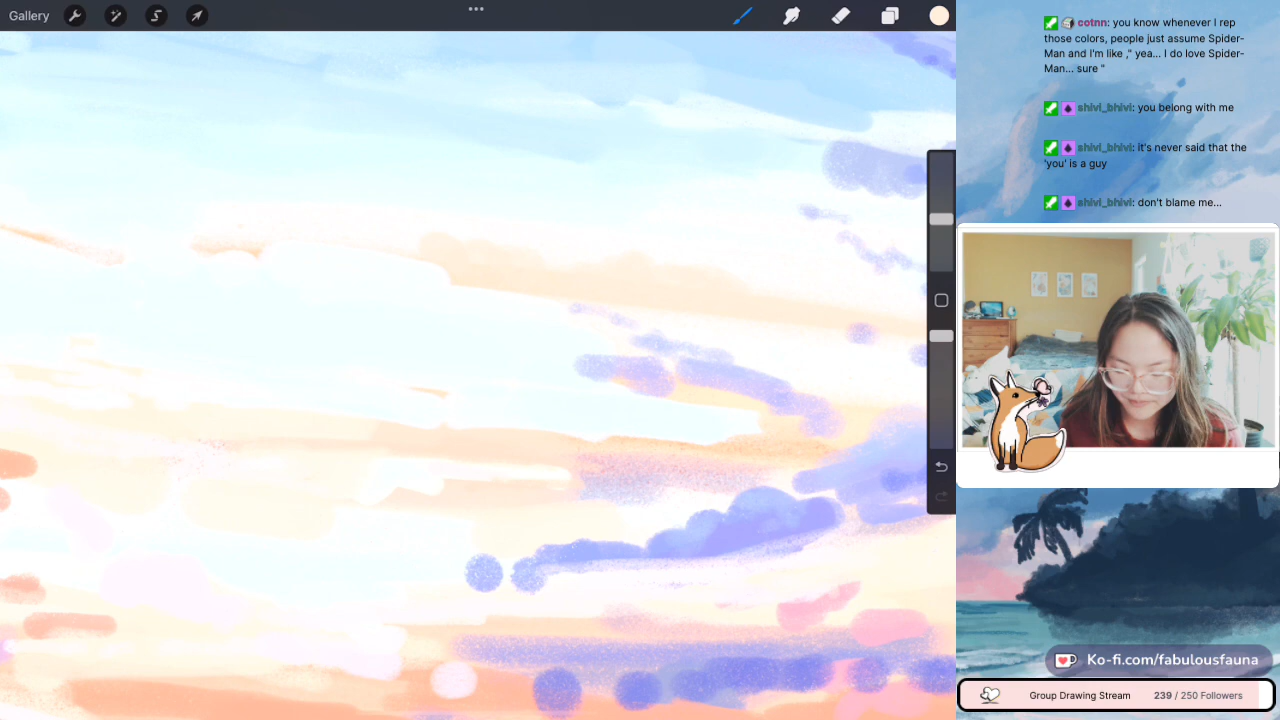 Gallery
cotnn: you know whenever I rep
those colors, people just assume Spider-
Man and I'm like ," yea... I do love Spider-
Man... sure "
shivi_bhivi: you belong with me
shivi_bhivi: it's never said that the
'you' is a guy
shivi_bhivi: don't blame me...
Ko-fi.com/fabulousfauna
Group Drawing Stream 239 / 250 Followers